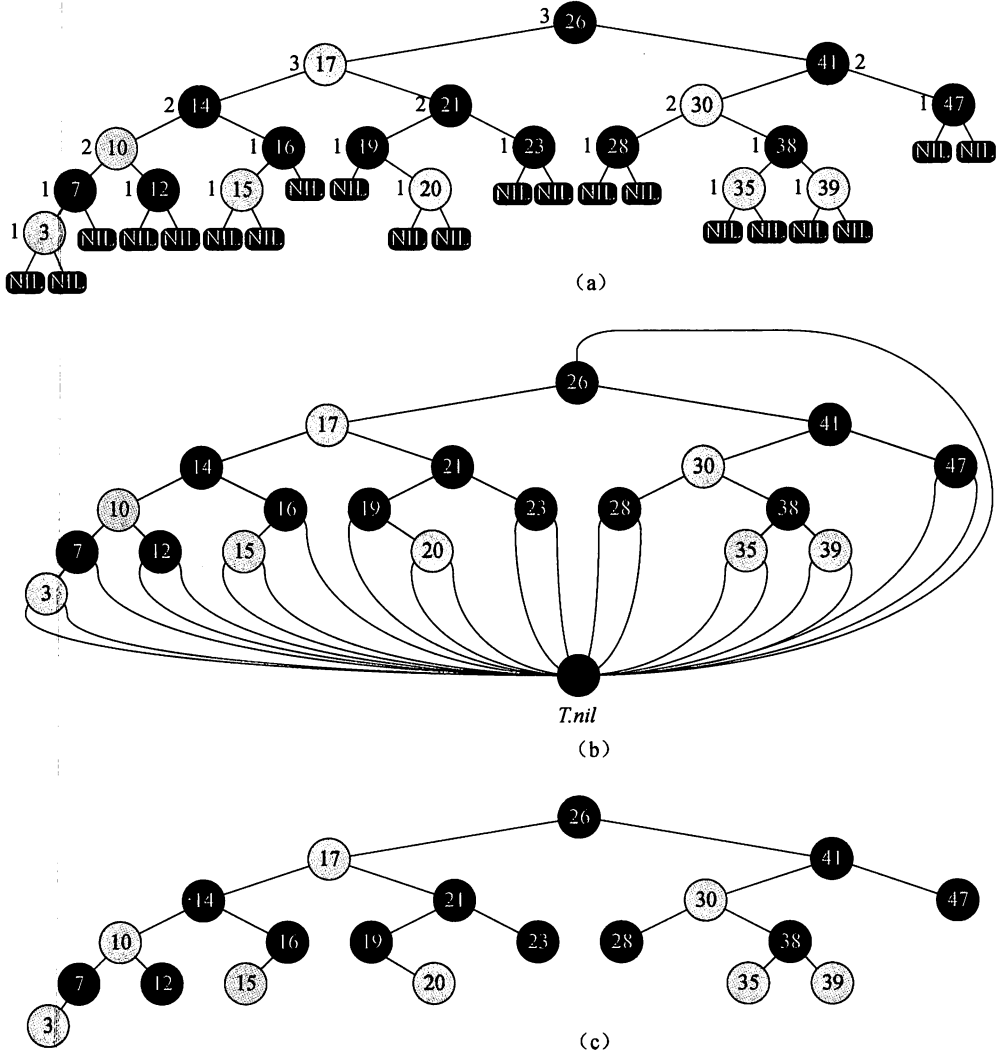 3 26
3 17 41 2
2 14 2 21 2 30 1 47
2 10 1 16 1 19 1 23 1 28 1 38 NIL NIL
1 7 1 12 1 15 NIL NIL 1 20 NIL NIL NIL NIL 1 35 1 39
1 3 NIL NIL NIL NIL NIL NIL NIL NIL NIL NIL NIL
NIL NIL
(a)
26
17 41
14 21 30 47
10 16 19 23 28 38
7 12 15 20 35 39
3
T.nil
(b)
26
17 41
14 21 30 47
10 16 19 23 28 38
7 12 15 20 35 39
3
(c)